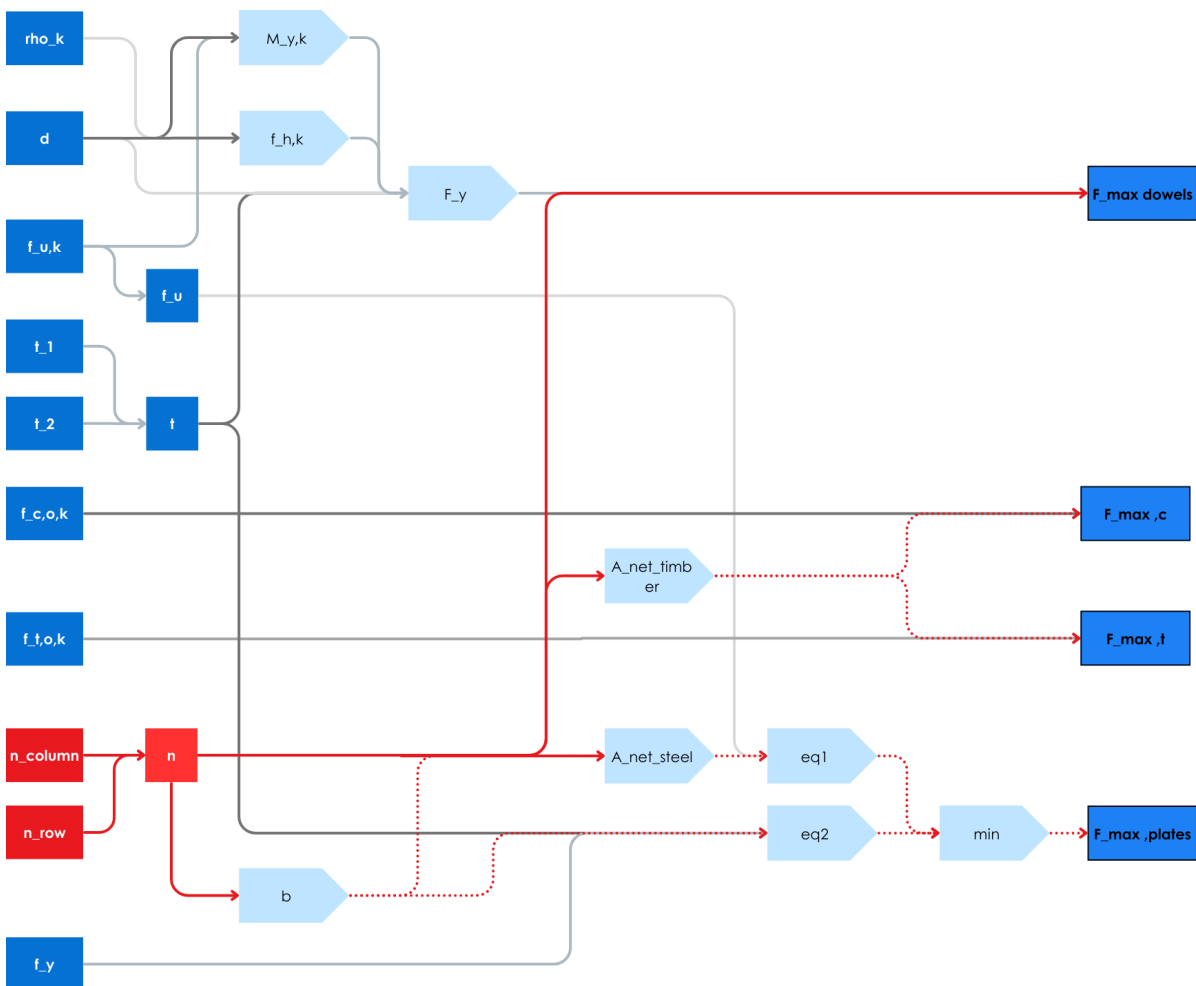 rho_k
M_y,k
d
f_h,k
F_y
F_max dowels
f_u,k
f_u
t_1
t_2
t
f_c,o,k
F_max ,c
A_net_timb
er
f_t,o,k
F_max ,t
n_column
n
A_net_steel
eq1
n_row
eq2
min
F_max ,plates
b
f_y